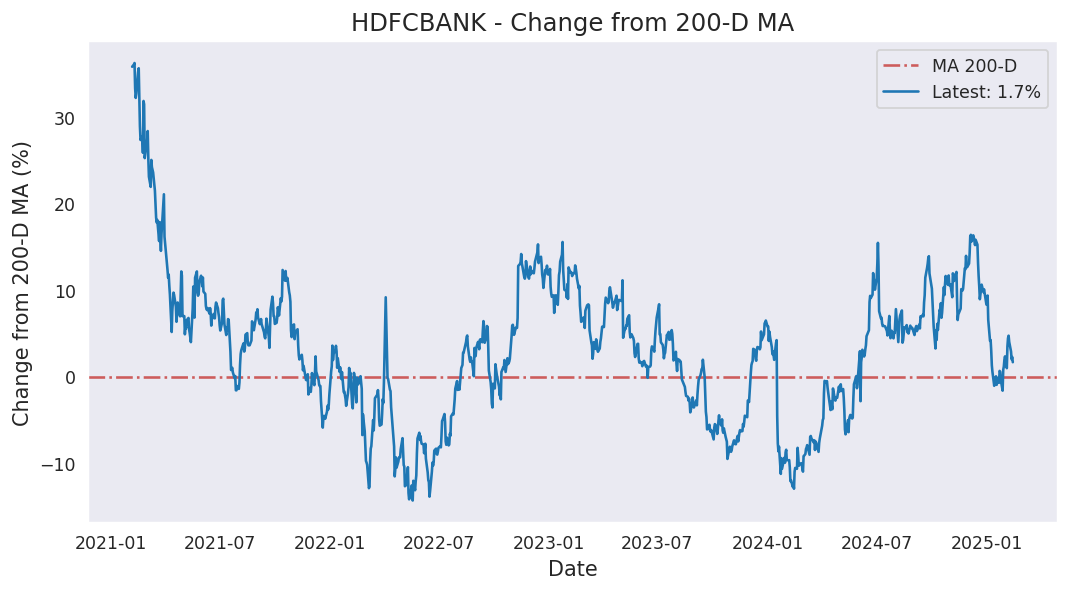 HDFCBANK - Change from 200-D MA
MA 200-D
Latest: 1.7%
Change from 200-D MA (%)
30
20
10
0
−10
2021-01
2021-07
2022-01
2022-07
2023-01
2023-07
2024-01
2024-07
2025-01
Date